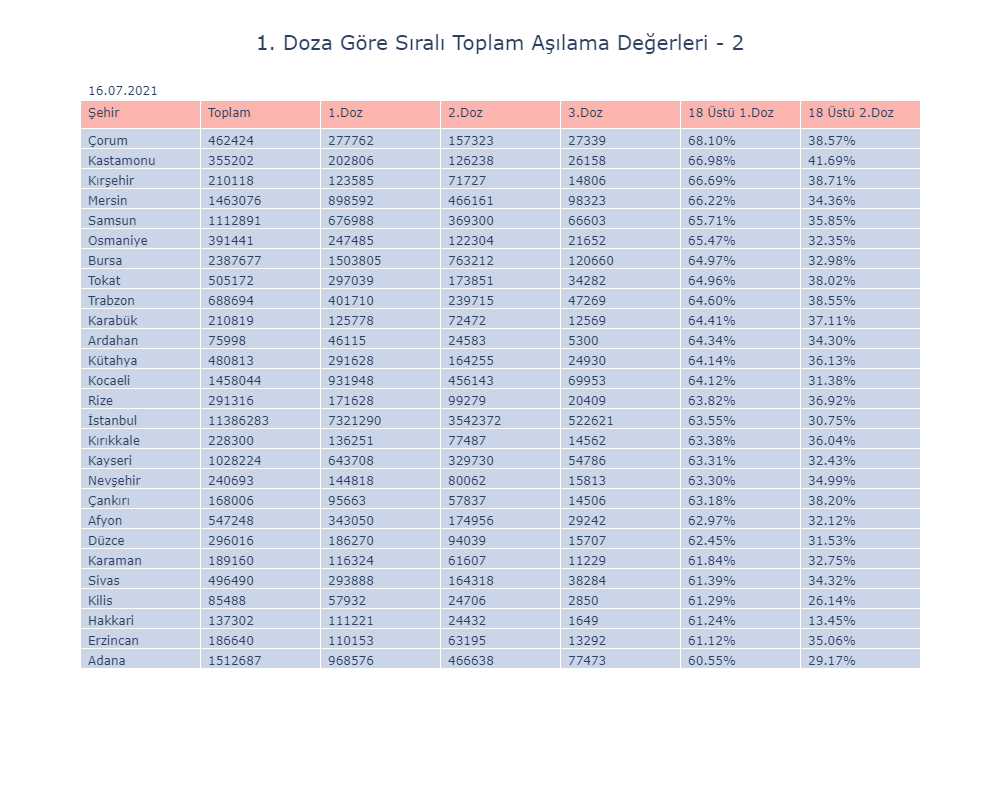 1. Doza Göre Sıralı Toplam Aşılama Değerleri - 2
16.07.2021
Şehir Toplam 1.Doz 2.Doz 3.Doz 18 Üstü 1.Doz 18 Üstü 2.Doz
Çorum 462424 277762 157323 27339 68.10% 38.57%
Kastamonu 355202 202806 126238 26158 66.98% 41.69%
Kırşehir 210118 123585 71727 14806 66.69% 38.71%
Mersin 1463076 898592 466161 98323 66.22% 34.36%
Samsun 1112891 676988 369300 66603 65.71% 35.85%
Osmaniye 391441 247485 122304 21652 65.47% 32.35%
Bursa 2387677 1503805 763212 120660 64.97% 32.98%
Tokat 505172 297039 173851 34282 64.96% 38.02%
Trabzon 688694 401710 239715 47269 64.60% 38.55%
Karabük 210819 125778 72472 12569 64.41% 37.11%
Ardahan 75998 46115 24583 5300 64.34% 34.30%
Kütahya 480813 291628 164255 24930 64.14% 36.13%
Kocaeli 1458044 931948 456143 69953 64.12% 31.38%
Rize 291316 171628 99279 20409 63.82% 36.92%
İstanbul 11386283 7321290 3542372 522621 63.55% 30.75%
Kırıkkale 228300 136251 77487 14562 63.38% 36.04%
Kayseri 1028224 643708 329730 54786 63.31% 32.43%
Nevşehir 240693 144818 80062 15813 63.30% 34.99%
Çankırı 168006 95663 57837 14506 63.18% 38.20%
Afyon 547248 343050 174956 29242 62.97% 32.12%
Düzce 296016 186270 94039 15707 62.45% 31.53%
Karaman 189160 116324 61607 11229 61.84% 32.75%
Sivas 496490 293888 164318 38284 61.39% 34.32%
Kilis 85488 57932 24706 2850 61.29% 26.14%
Hakkari 137302 111221 24432 1649 61.24% 13.45%
Erzincan 186640 110153 63195 13292 61.12% 35.06%
Adana 1512687 968576 466638 77473 60.55% 29.17%